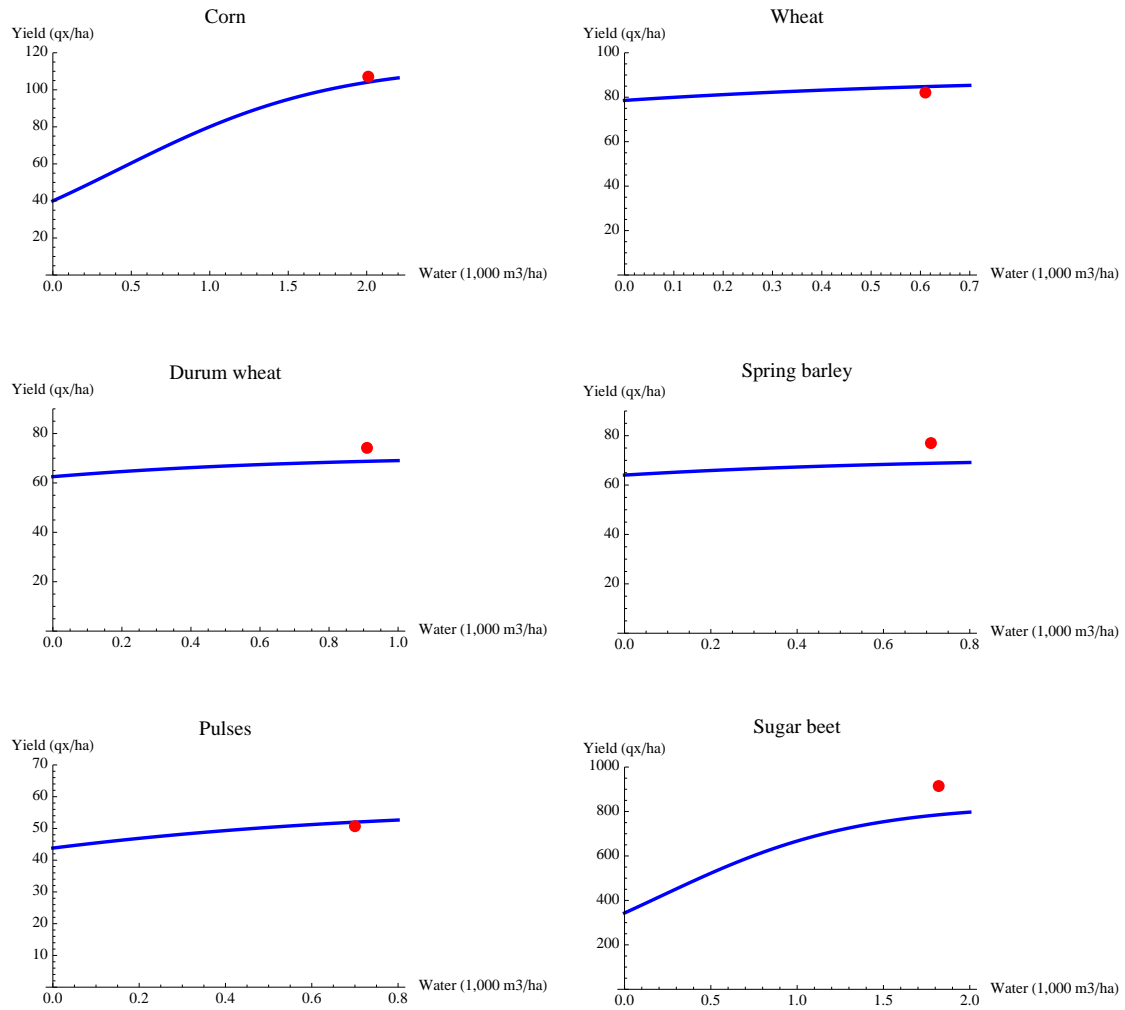 Corn
Yield (qx/ha)
120
100
80
60
40
20
0.0 0.5 1.0 1.5 2.0
Water (1,000 m3/ha)
Wheat
Yield (qx/ha)
100
80
60
40
20
0.0 0.1 0.2 0.3 0.4 0.5 0.6 0.7
Water (1,000 m3/ha)
Durum wheat
Yield (qx/ha)
80
60
40
20
0.0 0.2 0.4 0.6 0.8 1.0
Water (1,000 m3/ha)
Spring barley
Yield (qx/ha)
80
60
40
20
0.0 0.2 0.4 0.6 0.8
Water (1,000 m3/ha)
Pulses
Yield (qx/ha)
70
60
50
40
30
20
10
0.0 0.2 0.4 0.6 0.8
Water (1,000 m3/ha)
Sugar beet
Yield (qx/ha)
1000
800
600
400
200
0.0 0.5 1.0 1.5 2.0
Water (1,000 m3/ha)